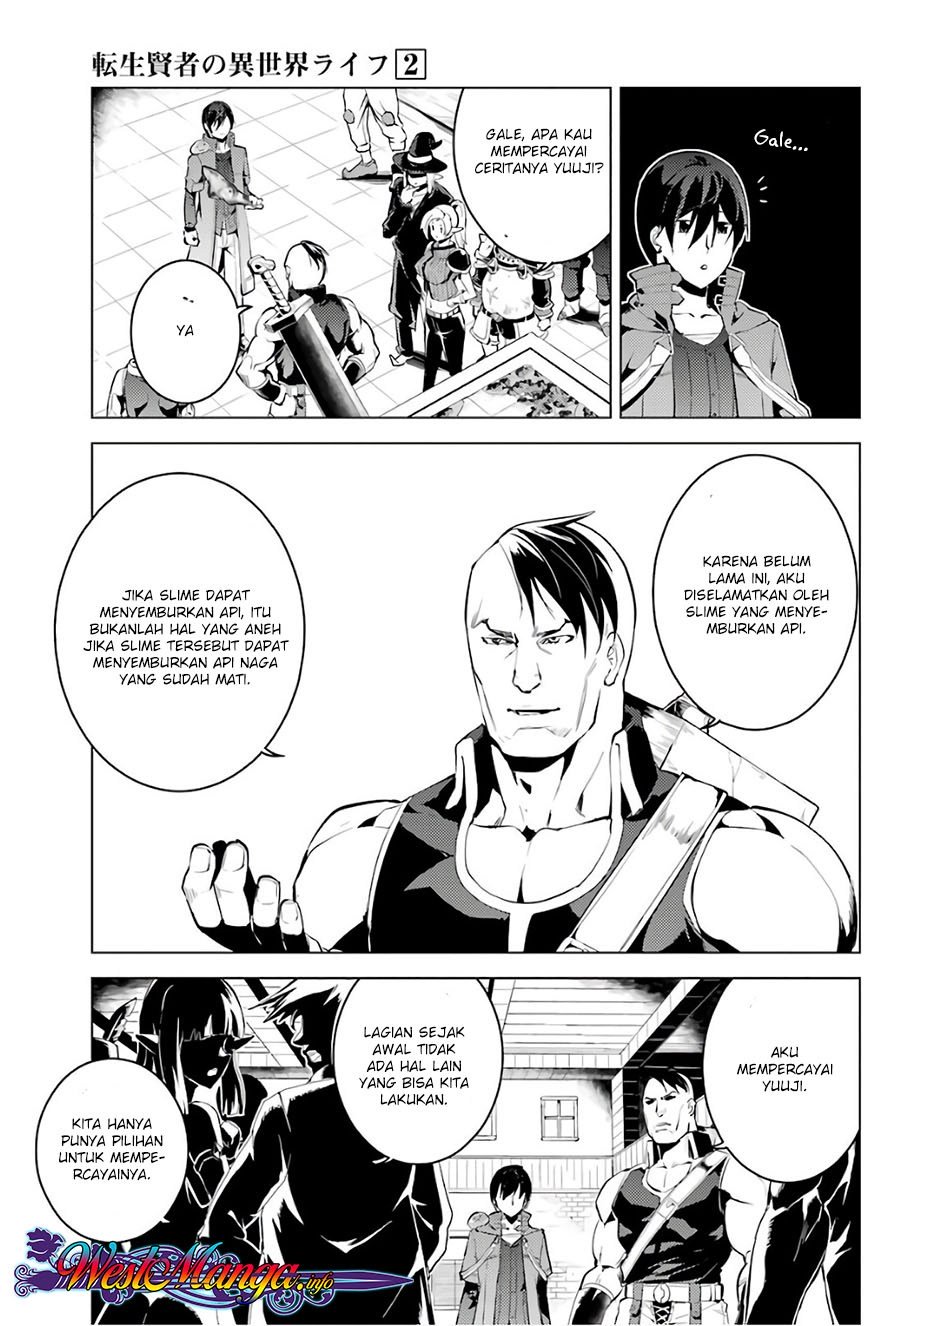 転生賢者の異世界ライフ 2
Gale...
GALE, APA KAU
MEMPERCAYAI
CERITANYA YUUJI?
YA
KARENA BELUM
LAMA INI, AKU
DISELAMATKAN OLEH
SLIME YANG MENYE-
MBURKAN API.
JIKA SLIME DAPAT
MENYEMBURKAN API, ITU
BUKANLAH HAL YANG ANEH
JIKA SLIME TERSEBUT DAPAT
MENYEMBURKAN API NAGA
YANG SUDAH MATI.
AKU
MEMPERCAYAI
YUUJI.
LAGIAN SEJAK
AWAL TIDAK
ADA HAL LAIN
YANG BISA KITA
LAKUKAN.
KITA HANYA
PUNYA PILIHAN
UNTUK MEMPE-
RCAYAINYA.
WestManga.info